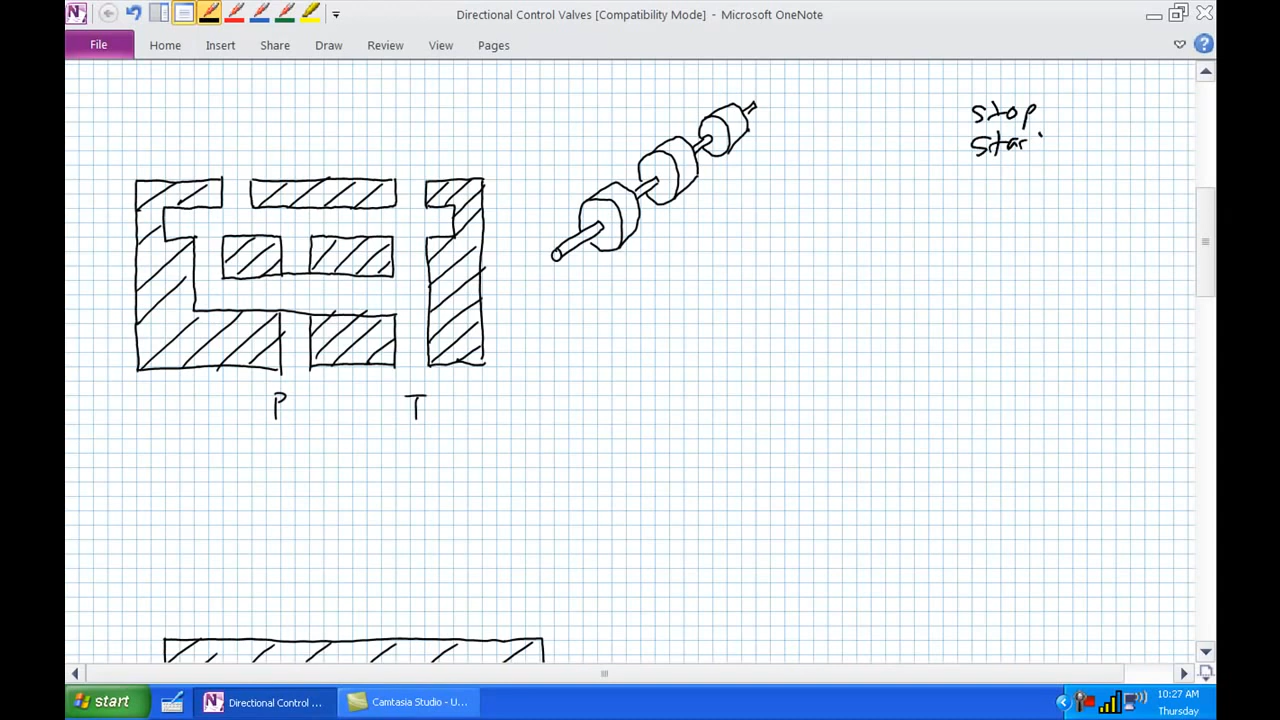 Directional Control Valves [Compatibility Mode] - Microsoft OneNote
File Home Insert Share Draw Review View Pages
stop
star
P T
start Directional Control ... Camtasia Studio - U... 10:27 AM
Thursday